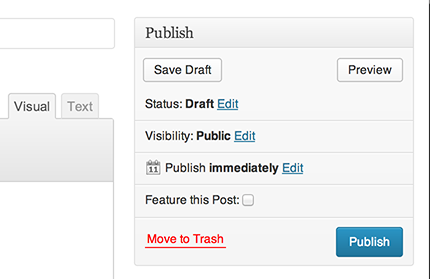 Publish
Save Draft Preview
Visual Text
Status: Draft Edit
Visibility: Public Edit
11 Publish immediately Edit
Feature this Post:
Move to Trash Publish